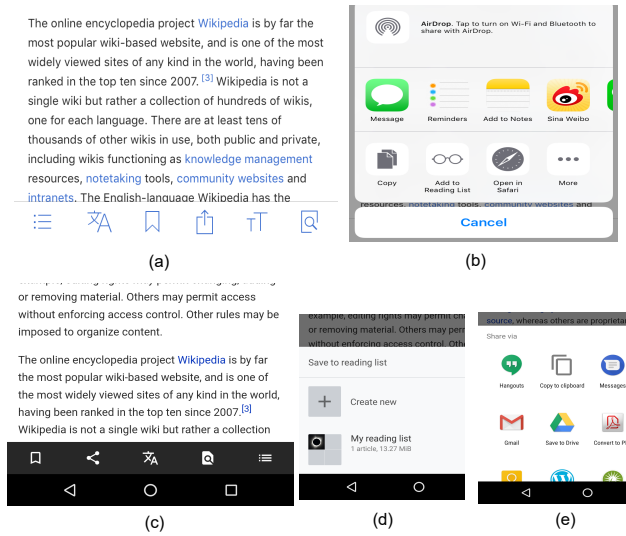 The online encyclopedia project Wikipedia is by far the
most popular wiki-based website, and is one of the most
widely viewed sites of any kind in the world, having been
ranked in the top ten since 2007. [3] Wikipedia is not a
single wiki but rather a collection of hundreds of wikis,
one for each language. There are at least tens of
thousands of other wikis in use, both public and private,
including wikis functioning as knowledge management
resources, notetaking tools, community websites and
intranets. The English-language Wikipedia has the
文A
TT
(a)
AirDrop. Tap to turn on Wi-Fi and Bluetooth to
share with AirDrop.
Message
Reminders
Add to Notes
Sina Weibo
Copy
Add to
Reading List
Open in
Safari
More
resources, notetaking tools, community websites and
Cancel
(b)
or removing material. Others may permit access
without enforcing access control. Other rules may be
imposed to organize content.
The online encyclopedia project Wikipedia is by far
the most popular wiki-based website, and is one of
the most widely viewed sites of any kind in the world,
having been ranked in the top ten since 2007.[3]
Wikipedia is not a single wiki but rather a collection
文A
(c)
example, editing rights may permit
or removing material. Others may perm
without enforcing access control. Oth
Save to reading list
Create new
My reading list
1 article, 13.27 MiB
(d)
source, whereas others are proprietar
Share via
Hangouts
Copy to clipboard
Messages
Gmail
Save to Drive
Convert to P
(e)